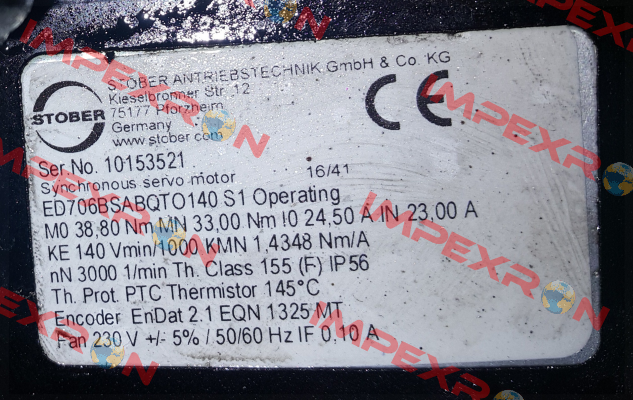 STÖBER ANTRIEBSTECHNIK GmbH & Co. KG
Kieselbronner Str. 12
75177 Pforzheim
Germany
www.stober.com
STOBER
Ser No. 10153521
Synchronous servo motor 16/41
ED706BSABQTO140 S1 Operating
M0 38,80 Nm MN 33,00 Nm I0 24,50 A IN 23,00 A
KE 140 Vmin/1000 KMN 1,4348 Nm/A
nN 3000 1/min Th. Class 155 (F) IP56
Th. Prot. PTC Thermistor 145°C
Encoder EnDat 2.1 EQN 1325 MT
Fan 230 V +/- 5% / 50/60 Hz IF 0,10 A
CE
IMPEXRON
IMPEXRON
IMPEXRON
IMPEXRON
IMPEXRON